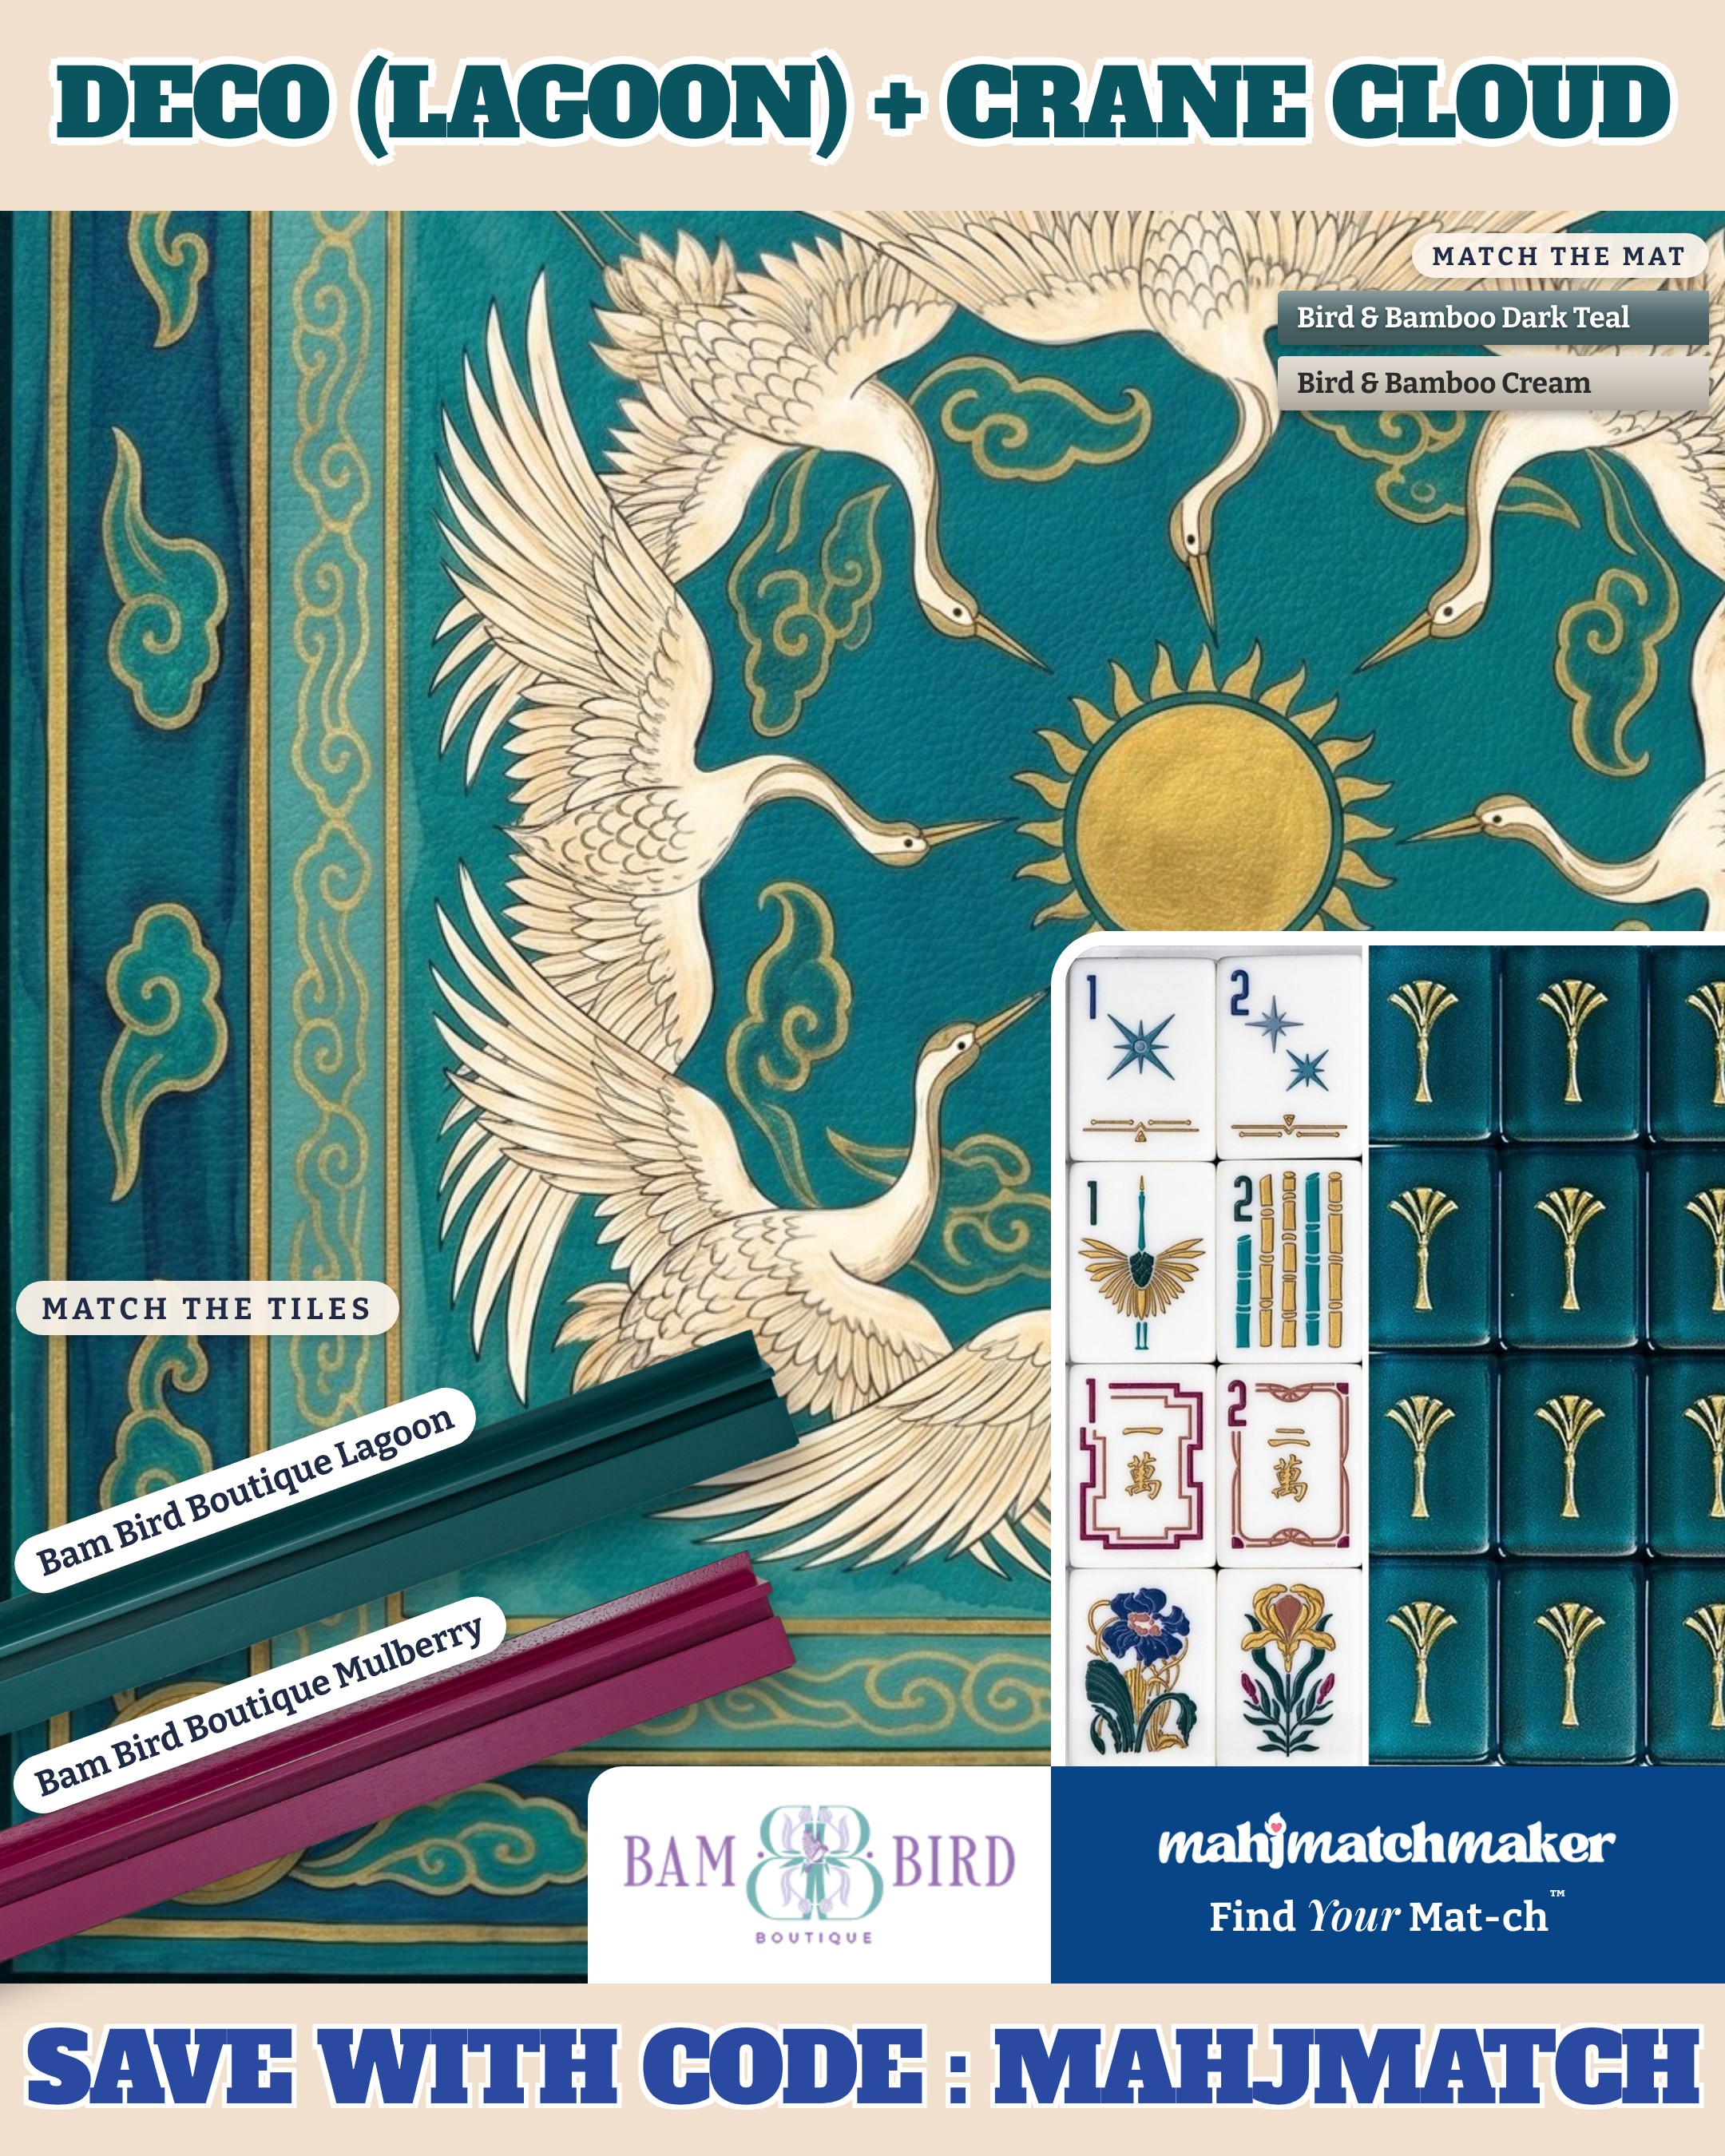 DECO (LAGOON) + CRANE CLOUD
MATCH THE MAT
Bird & Bamboo Dark Teal
Bird & Bamboo Cream
1
2
1
2
1
一
萬
2
二
萬
MATCH THE TILES
Bam Bird Boutique Lagoon
Bam Bird Boutique Mulberry
BAM BIRD
BOUTIQUE
mahjmatchmaker
Find Your Mat-ch™
SAVE WITH CODE : MAHJMATCH